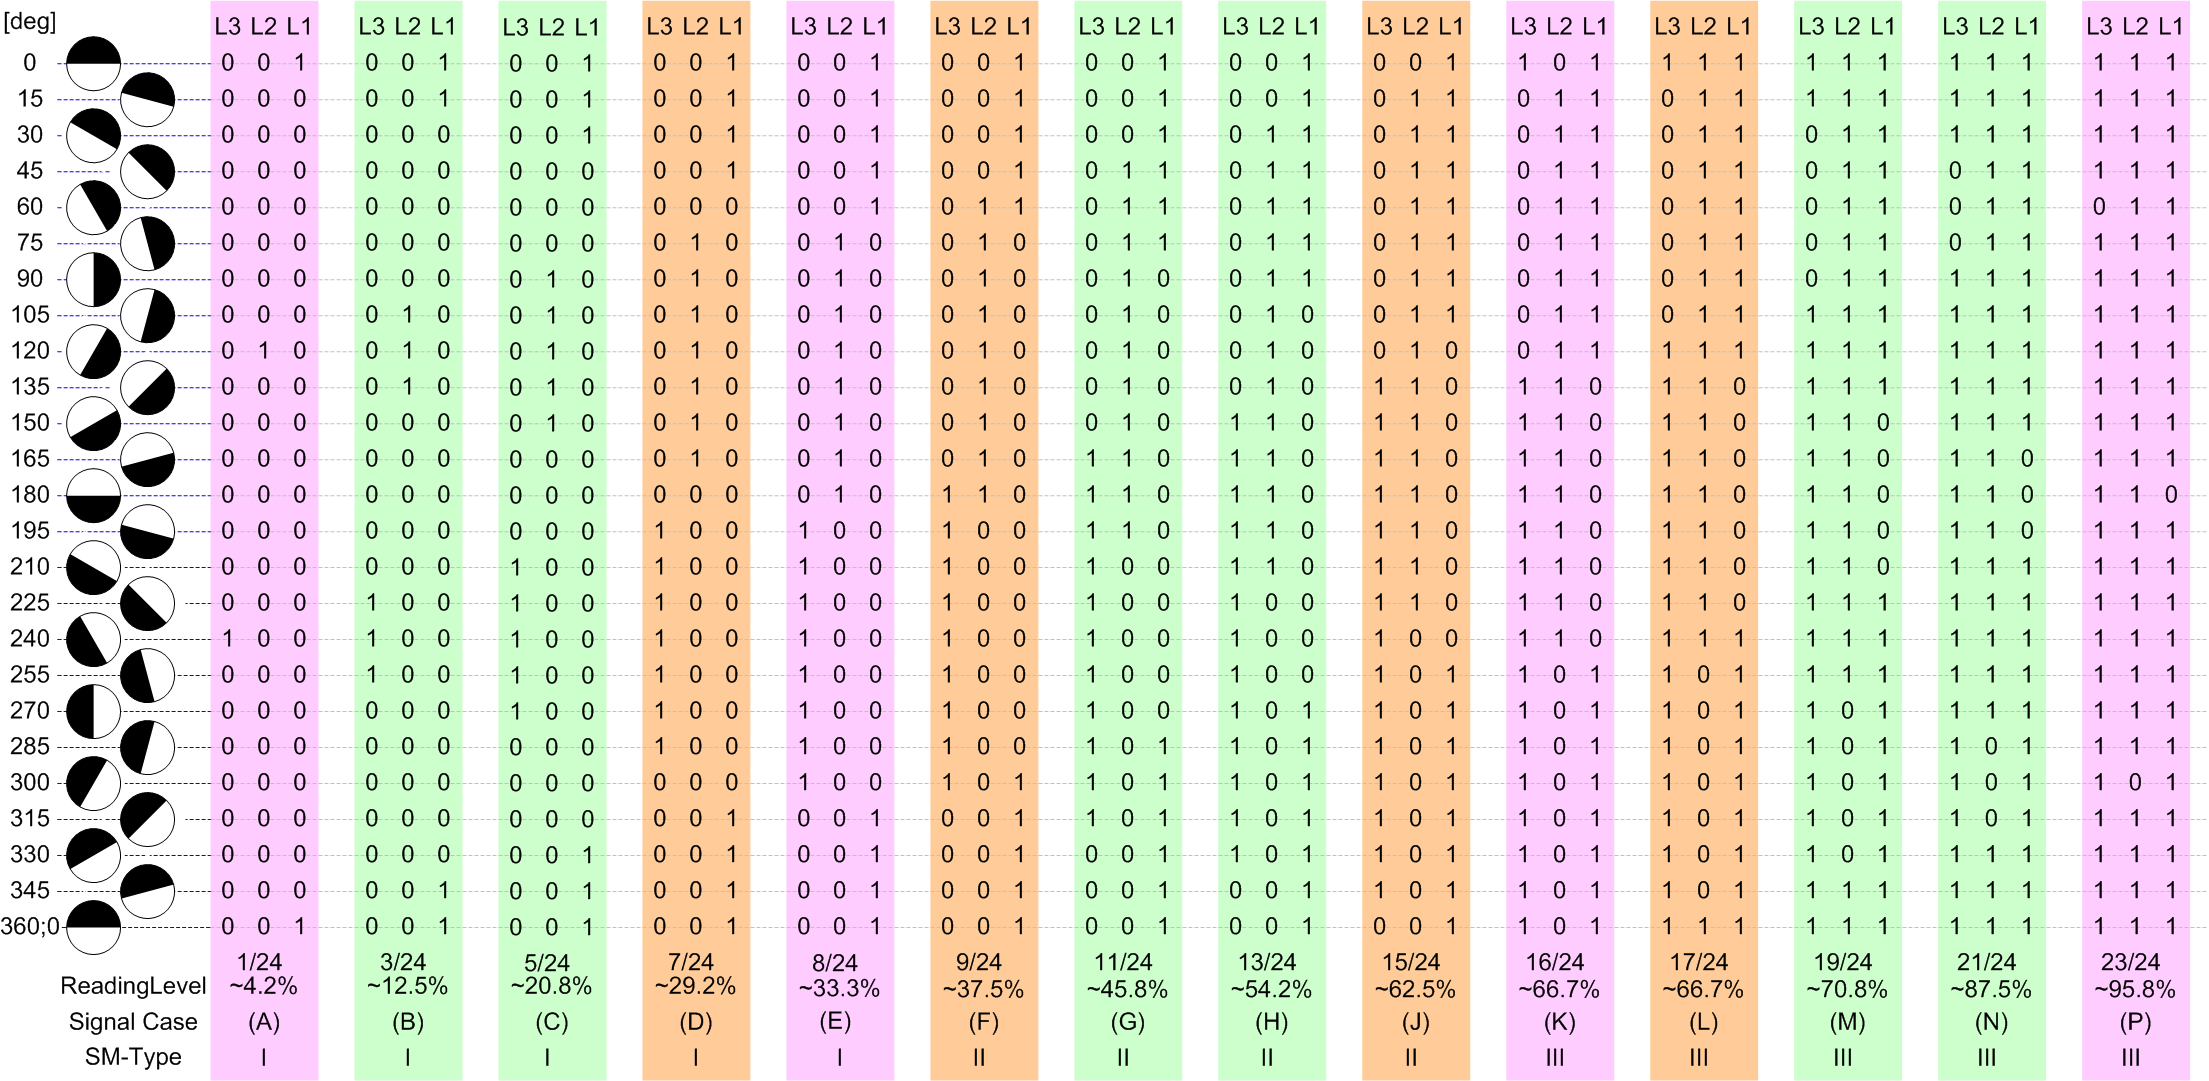 [deg] L3 L2 L1 L3 L2 L1 L3 L2 L1 L3 L2 L1 L3 L2 L1 L3 L2 L1 L3 L2 L1 L3 L2 L1 L3 L2 L1 L3 L2 L1 L3 L2 L1 L3 L2 L1 L3 L2 L1 L3 L2 L1
0 0 0 1 0 0 1 0 0 1 0 0 1 0 0 1 0 0 1 0 0 1 0 0 1 0 0 1 1 0 1 1 1 1 1 1 1 1 1 1 1 1 1
15 0 0 0 0 0 1 0 0 1 0 0 1 0 0 1 0 0 1 0 0 1 0 0 1 0 1 1 0 1 1 0 1 1 1 1 1 1 1 1 1 1 1
30 0 0 0 0 0 0 0 0 1 0 0 1 0 0 1 0 0 1 0 0 1 0 1 1 0 1 1 0 1 1 0 1 1 0 1 1 1 1 1 1 1 1
45 0 0 0 0 0 0 0 0 0 0 0 1 0 0 1 0 0 1 0 1 1 0 1 1 0 1 1 0 1 1 0 1 1 0 1 1 0 1 1 1 1 1
60 0 0 0 0 0 0 0 0 0 0 0 0 0 0 1 0 1 1 0 1 1 0 1 1 0 1 1 0 1 1 0 1 1 0 1 1 0 1 1 0 1 1
75 0 0 0 0 0 0 0 0 0 0 1 0 0 1 0 0 1 0 0 1 1 0 1 1 0 1 1 0 1 1 0 1 1 0 1 1 0 1 1 1 1 1
90 0 0 0 0 0 0 0 1 0 0 1 0 0 1 0 0 1 0 0 1 0 0 1 1 0 1 1 0 1 1 0 1 1 0 1 1 1 1 1 1 1 1
105 0 0 0 0 1 0 0 1 0 0 1 0 0 1 0 0 1 0 0 1 0 0 1 0 0 1 1 0 1 1 0 1 1 1 1 1 1 1 1 1 1 1
120 0 1 0 0 1 0 0 1 0 0 1 0 0 1 0 0 1 0 0 1 0 0 1 0 0 1 0 0 1 1 1 1 1 1 1 1 1 1 1 1 1 1
135 0 0 0 0 1 0 0 1 0 0 1 0 0 1 0 0 1 0 0 1 0 0 1 0 1 1 0 1 1 0 1 1 0 1 1 1 1 1 1 1 1 1
150 0 0 0 0 0 0 0 1 0 0 1 0 0 1 0 0 1 0 0 1 0 1 1 0 1 1 0 1 1 0 1 1 0 1 1 0 1 1 1 1 1 1
165 0 0 0 0 0 0 0 0 0 0 1 0 0 1 0 0 1 0 1 1 0 1 1 0 1 1 0 1 1 0 1 1 0 1 1 0 1 1 0 1 1 1
180 0 0 0 0 0 0 0 0 0 0 0 0 0 1 0 1 1 0 1 1 0 1 1 0 1 1 0 1 1 0 1 1 0 1 1 0 1 1 0 1 1 0
195 0 0 0 0 0 0 0 0 0 1 0 0 1 0 0 1 0 0 1 1 0 1 1 0 1 1 0 1 1 0 1 1 0 1 1 0 1 1 0 1 1 1
210 0 0 0 0 0 0 1 0 0 1 0 0 1 0 0 1 0 0 1 0 0 1 1 0 1 1 0 1 1 0 1 1 0 1 1 0 1 1 1 1 1 1
225 0 0 0 1 0 0 1 0 0 1 0 0 1 0 0 1 0 0 1 0 0 1 0 0 1 1 0 1 1 0 1 1 0 1 1 1 1 1 1 1 1 1
240 1 0 0 1 0 0 1 0 0 1 0 0 1 0 0 1 0 0 1 0 0 1 0 0 1 0 0 1 1 0 1 1 1 1 1 1 1 1 1 1 1 1
255 0 0 0 1 0 0 1 0 0 1 0 0 1 0 0 1 0 0 1 0 0 1 0 0 1 0 1 1 0 1 1 0 1 1 1 1 1 1 1 1 1 1
270 0 0 0 0 0 0 1 0 0 1 0 0 1 0 0 1 0 0 1 0 0 1 0 1 1 0 1 1 0 1 1 0 1 1 0 1 1 1 1 1 1 1
285 0 0 0 0 0 0 0 0 0 1 0 0 1 0 0 1 0 0 1 0 1 1 0 1 1 0 1 1 0 1 1 0 1 1 0 1 1 0 1 1 1 1
300 0 0 0 0 0 0 0 0 0 0 0 0 1 0 0 1 0 1 1 0 1 1 0 1 1 0 1 1 0 1 1 0 1 1 0 1 1 0 1 1 0 1
315 0 0 0 0 0 0 0 0 0 0 0 1 0 0 1 0 0 1 1 0 1 1 0 1 1 0 1 1 0 1 1 0 1 1 0 1 1 0 1 1 1 1
330 0 0 0 0 0 0 0 0 1 0 0 1 0 0 1 0 0 1 0 0 1 1 0 1 1 0 1 1 0 1 1 0 1 1 0 1 1 1 1 1 1 1
345 0 0 0 0 0 1 0 0 1 0 0 1 0 0 1 0 0 1 0 0 1 0 0 1 1 0 1 1 0 1 1 0 1 1 1 1 1 1 1 1 1 1
360;0 0 0 1 0 0 1 0 0 1 0 0 1 0 0 1 0 0 1 0 0 1 0 0 1 0 0 1 1 0 1 1 1 1 1 1 1 1 1 1 1 1 1
1/24 3/24 5/24 7/24 8/24 9/24 11/24 13/24 15/24 16/24 17/24 19/24 21/24 23/24
ReadingLevel ~4.2% ~12.5% ~20.8% ~29.2% ~33.3% ~37.5% ~45.8% ~54.2% ~62.5% ~66.7% ~66.7% ~70.8% ~87.5% ~95.8%
Signal Case (A) (B) (C) (D) (E) (F) (G) (H) (J) (K) (L) (M) (N) (P)
SM-Type I I I I I II II II II III III III III III